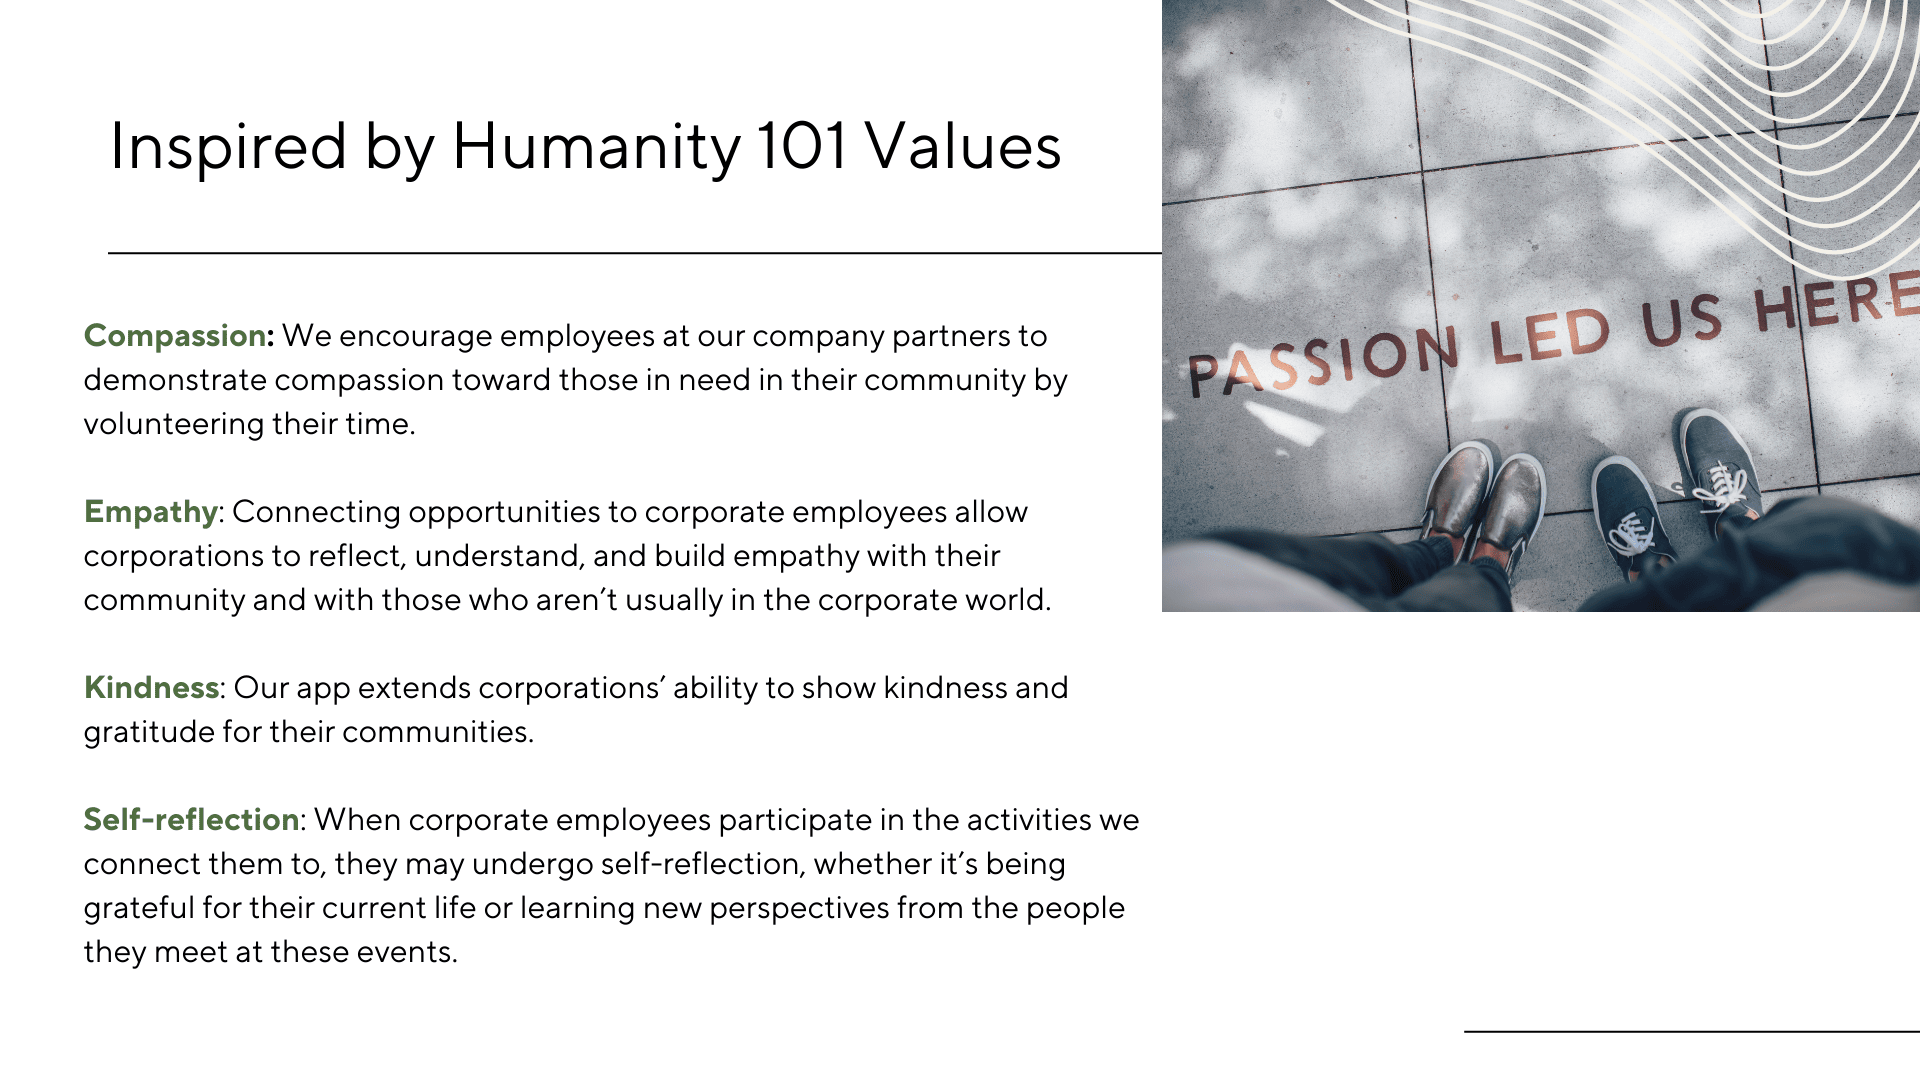 Inspired by Humanity 101 Values
Compassion: We encourage employees at our company partners to
demonstrate compassion toward those in need in their community by
volunteering their time.
Empathy: Connecting opportunities to corporate employees allow
corporations to reflect, understand, and build empathy with their
community and with those who aren’t usually in the corporate world.
Kindness: Our app extends corporations’ ability to show kindness and
gratitude for their communities.
Self-reflection: When corporate employees participate in the activities we
connect them to, they may undergo self-reflection, whether it’s being
grateful for their current life or learning new perspectives from the people
they meet at these events.
PASSION LED US HERE